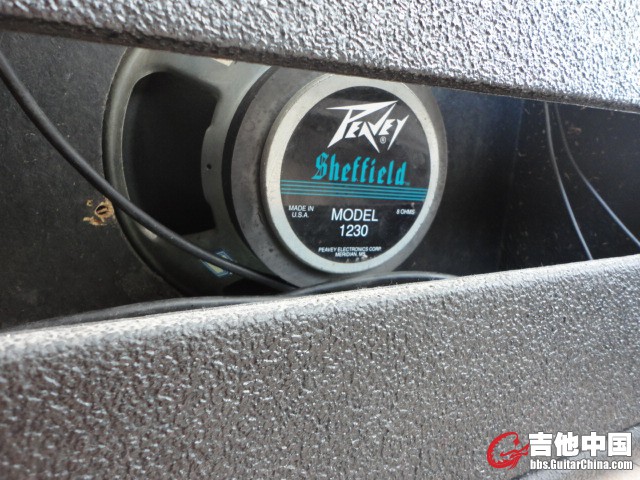 PEAVEY
®
Sheffield
MADE IN
U.S.A.
MODEL
1230
8 OHMS
PEAVEY ELECTRONICS CORP.
MERIDIAN, MS.
吉他中国
bbs.GuitarChina.com